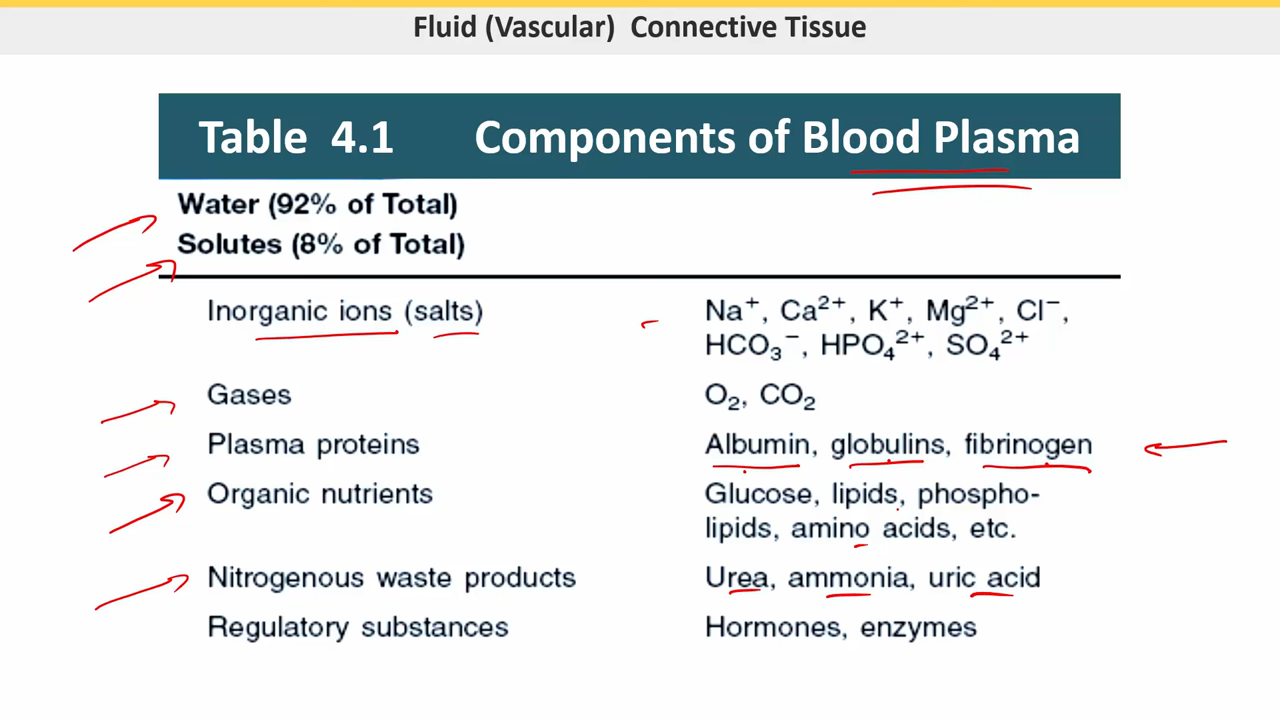 Fluid (Vascular) Connective Tissue
Table 4.1 Components of Blood Plasma
Water (92% of Total)
Solutes (8% of Total)
Inorganic ions (salts) Na⁺, Ca²⁺, K⁺, Mg²⁺, Cl⁻,
HCO₃⁻, HPO₄²⁺, SO₄²⁺
Gases O₂, CO₂
Plasma proteins Albumin, globulins, fibrinogen
Organic nutrients Glucose, lipids, phospho-
lipids, amino acids, etc.
Nitrogenous waste products Urea, ammonia, uric acid
Regulatory substances Hormones, enzymes